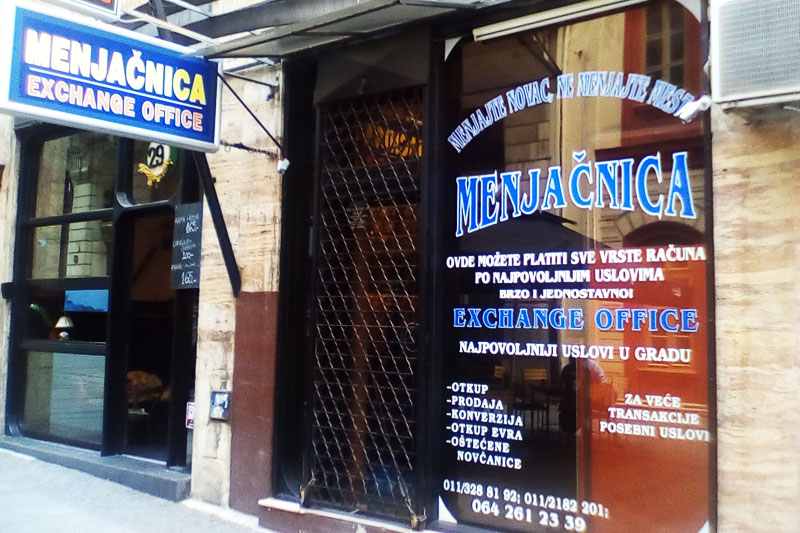 MENJAČNICA
EXCHANGE OFFICE
29
165.-
MENJAJTE NOVAC, NE MENJAJTE MESTO
MENJAČNICA
OVDE MOŽETE PLATITI SVE VRSTE RAČUNA
PO NAJPOVOLJNIJIM USLOVIMA
BRZO I JEDNOSTAVNO!
EXCHANGE OFFICE
NAJPOVOLJNIJI USLOVI U GRADU
-OTKUP
-PRODAJA
-KONVERZIJA
-OTKUP EVRA
-OŠTEĆENE
NOVČANICE
ZA VEĆE
TRANSAKCIJE
POSEBNI USLOVI
011/328 81 92; 011/2182 201;
064 261 23 39